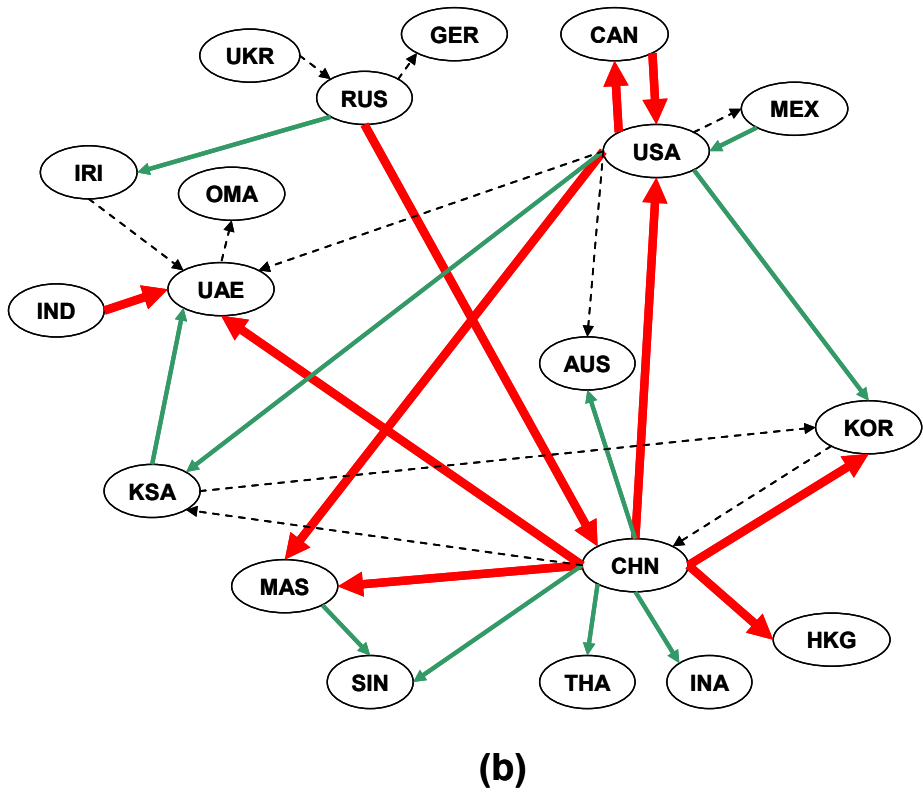 GER
CAN
UKR
RUS
MEX
USA
IRI
OMA
UAE
IND
AUS
KOR
KSA
CHN
MAS
HKG
SIN
THA
INA
(b)